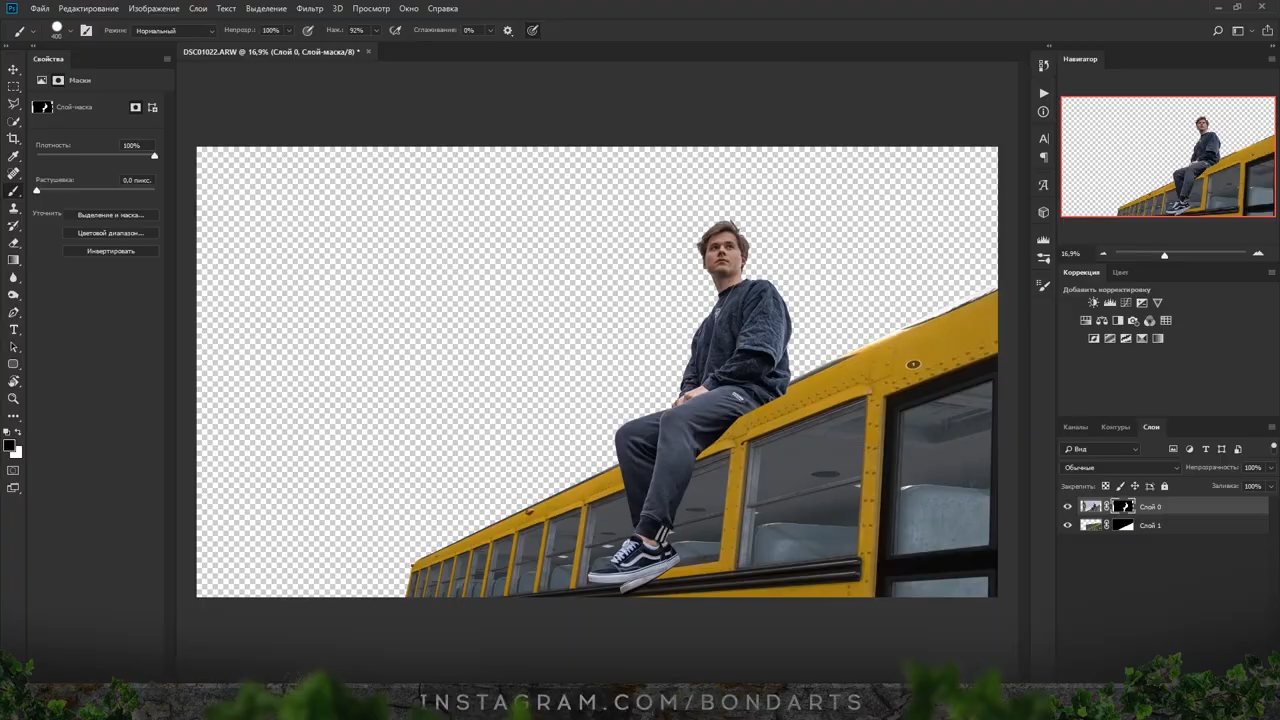 Ps Файл Редактирование Изображение Слои Текст Выделение Фильтр 3D Просмотр Окно Справка
400 Режим: Нормальный Непрозр.: 100% Наж.: 92% Сглаживание: 0%
DSC01022.ARW @ 16,9% (Слой 0, Слой-маска/8) * ×
Свойства
Маски
Слой-маска
Плотность: 100%
Растушевка: 0,0 пикс.
Уточнить Выделение и маска...
Цветовой диапазон...
Инвертировать
Навигатор
16,9%
Коррекция Цвет
Добавить корректировку
Каналы Контуры Слои
Вид
Обычные Непрозрачность: 100%
Закрепить: Заливка: 100%
Слой 0
Слой 1
INSTAGRAM.COM/BONDARTS